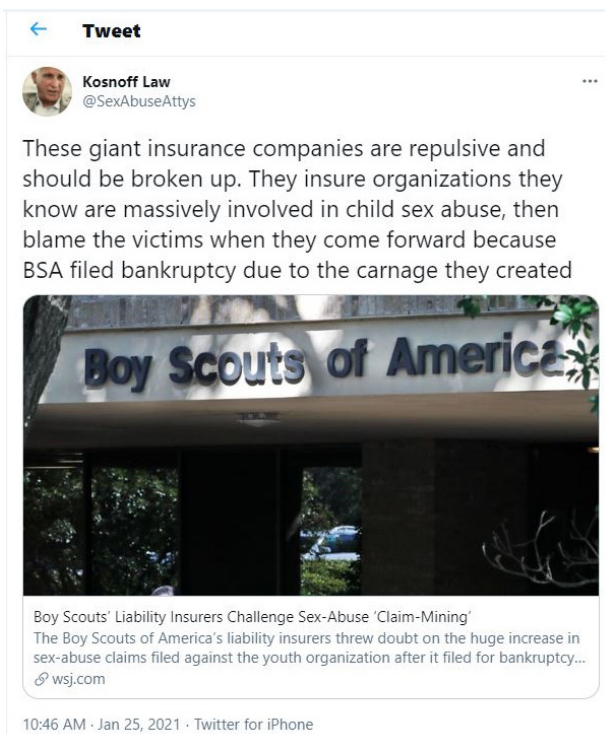 Tweet
Kosnoff Law
@SexAbuseAttys
These giant insurance companies are repulsive and
should be broken up. They insure organizations they
know are massively involved in child sex abuse, then
blame the victims when they come forward because
BSA filed bankruptcy due to the carnage they created
Boy Scouts of America
Boy Scouts’ Liability Insurers Challenge Sex-Abuse ‘Claim-Mining’
The Boy Scouts of America’s liability insurers threw doubt on the huge increase in
sex-abuse claims filed against the youth organization after it filed for bankruptcy...
wsj.com
10:46 AM · Jan 25, 2021 · Twitter for iPhone